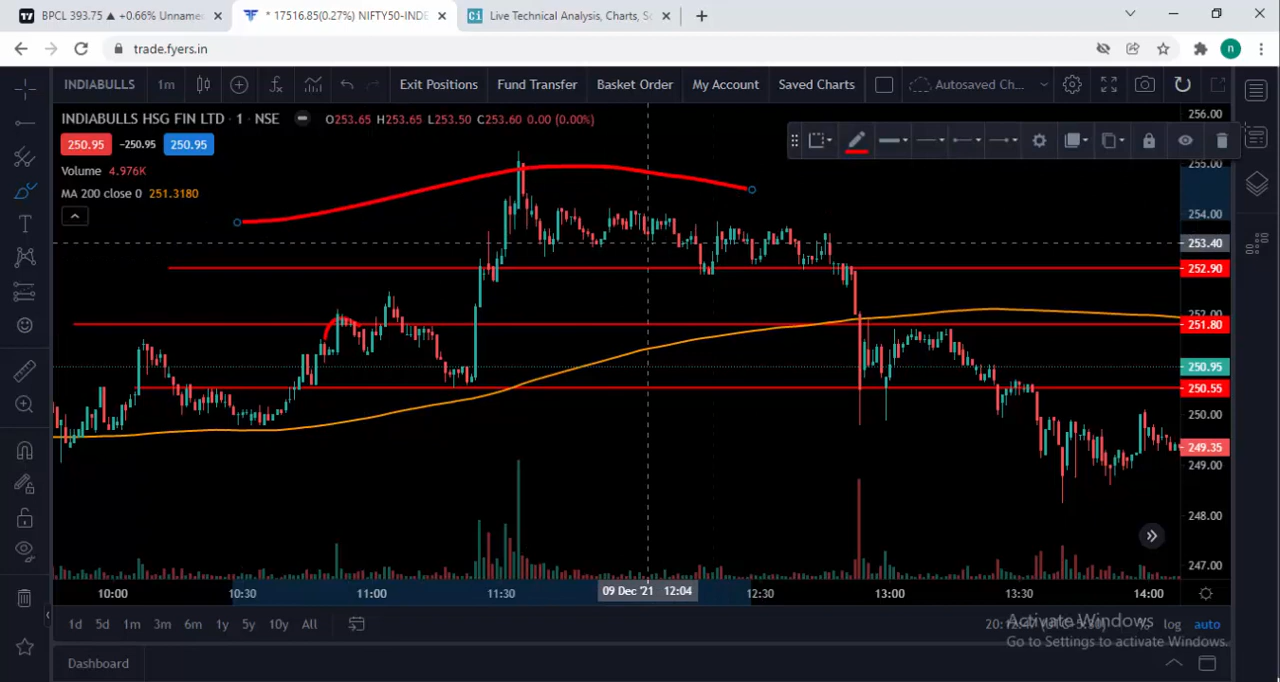 BPCL 393.75 ▲ +0.66% Unname
* 17516.85(0.27%) NIFTY50-INDE
Live Technical Analysis, Charts, Sc
trade.fyers.in
n
INDIABULLS 1m Exit Positions Fund Transfer Basket Order My Account Saved Charts Autosaved Ch...
INDIABULLS HSG FIN LTD · 1 · NSE O253.65 H253.65 L253.50 C253.60 0.00 (0.00%)
250.95 -250.95 250.95
Volume 4.976K
MA 200 close 0 251.3180
256.00
255.00
254.00
253.40
252.90
252.00
251.80
250.95
250.55
250.00
249.35
249.00
248.00
247.00
10:00 10:30 11:00 11:30 09 Dec '21 12:04 12:30 13:00 13:30 14:00
1d 5d 1m 3m 6m 1y 5y 10y All % log auto
Activate Windows
Go to Settings to activate Windows.
Dashboard